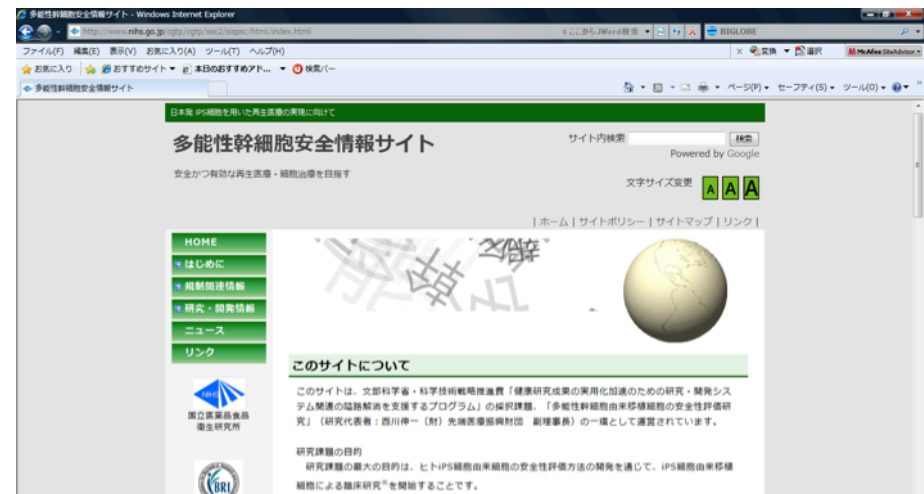 多能性幹細胞安全情報サイト - Windows Internet Explorer
http://www.nihs.go.jp/cgtp/cgtp/sec2/sispsc/html/index.html
《ここからJWord検索
BIGLOBE
ファイル(F) 編集(E) 表示(V) お気に入り(A) ツール(T) ヘルプ(H)
変換 選択 McAfee SiteAdvisor
お気に入り おすすめサイト 本日のおすすめアド... 検索バー
多能性幹細胞安全情報サイト
ページ(P) セーフティ(S) ツール(O)
日本発 iPS細胞を用いた再生医療の実現に向けて
多能性幹細胞安全情報サイト
サイト内検索 検索
Powered by Google
安全かつ有効な再生医療・細胞治療を目指す
文字サイズ変更 A A A
| ホーム | サイトポリシー | サイトマップ | リンク |
HOME
はじめに
規制関連情報
研究・開発情報
ニュース
リンク
このサイトについて
このサイトは、文部科学省・科学技術戦略推進費「健康研究成果の実用化加速のための研究・開発シス
テム関連の隘路解消を支援するプログラム」の採択課題、「多能性幹細胞由来移植細胞の安全性評価研
究」（研究代表者：西川伸一（財）先端医療振興財団 副理事長）の一環として運営されています。
NIHS
国立医薬品食品
衛生研究所
研究課題の目的
研究課題の最大の目的は、ヒトiPS細胞由来細胞の安全性評価方法の開発を通じて、iPS細胞由来移植
細胞による臨床研究※を開始することです。
IBRI